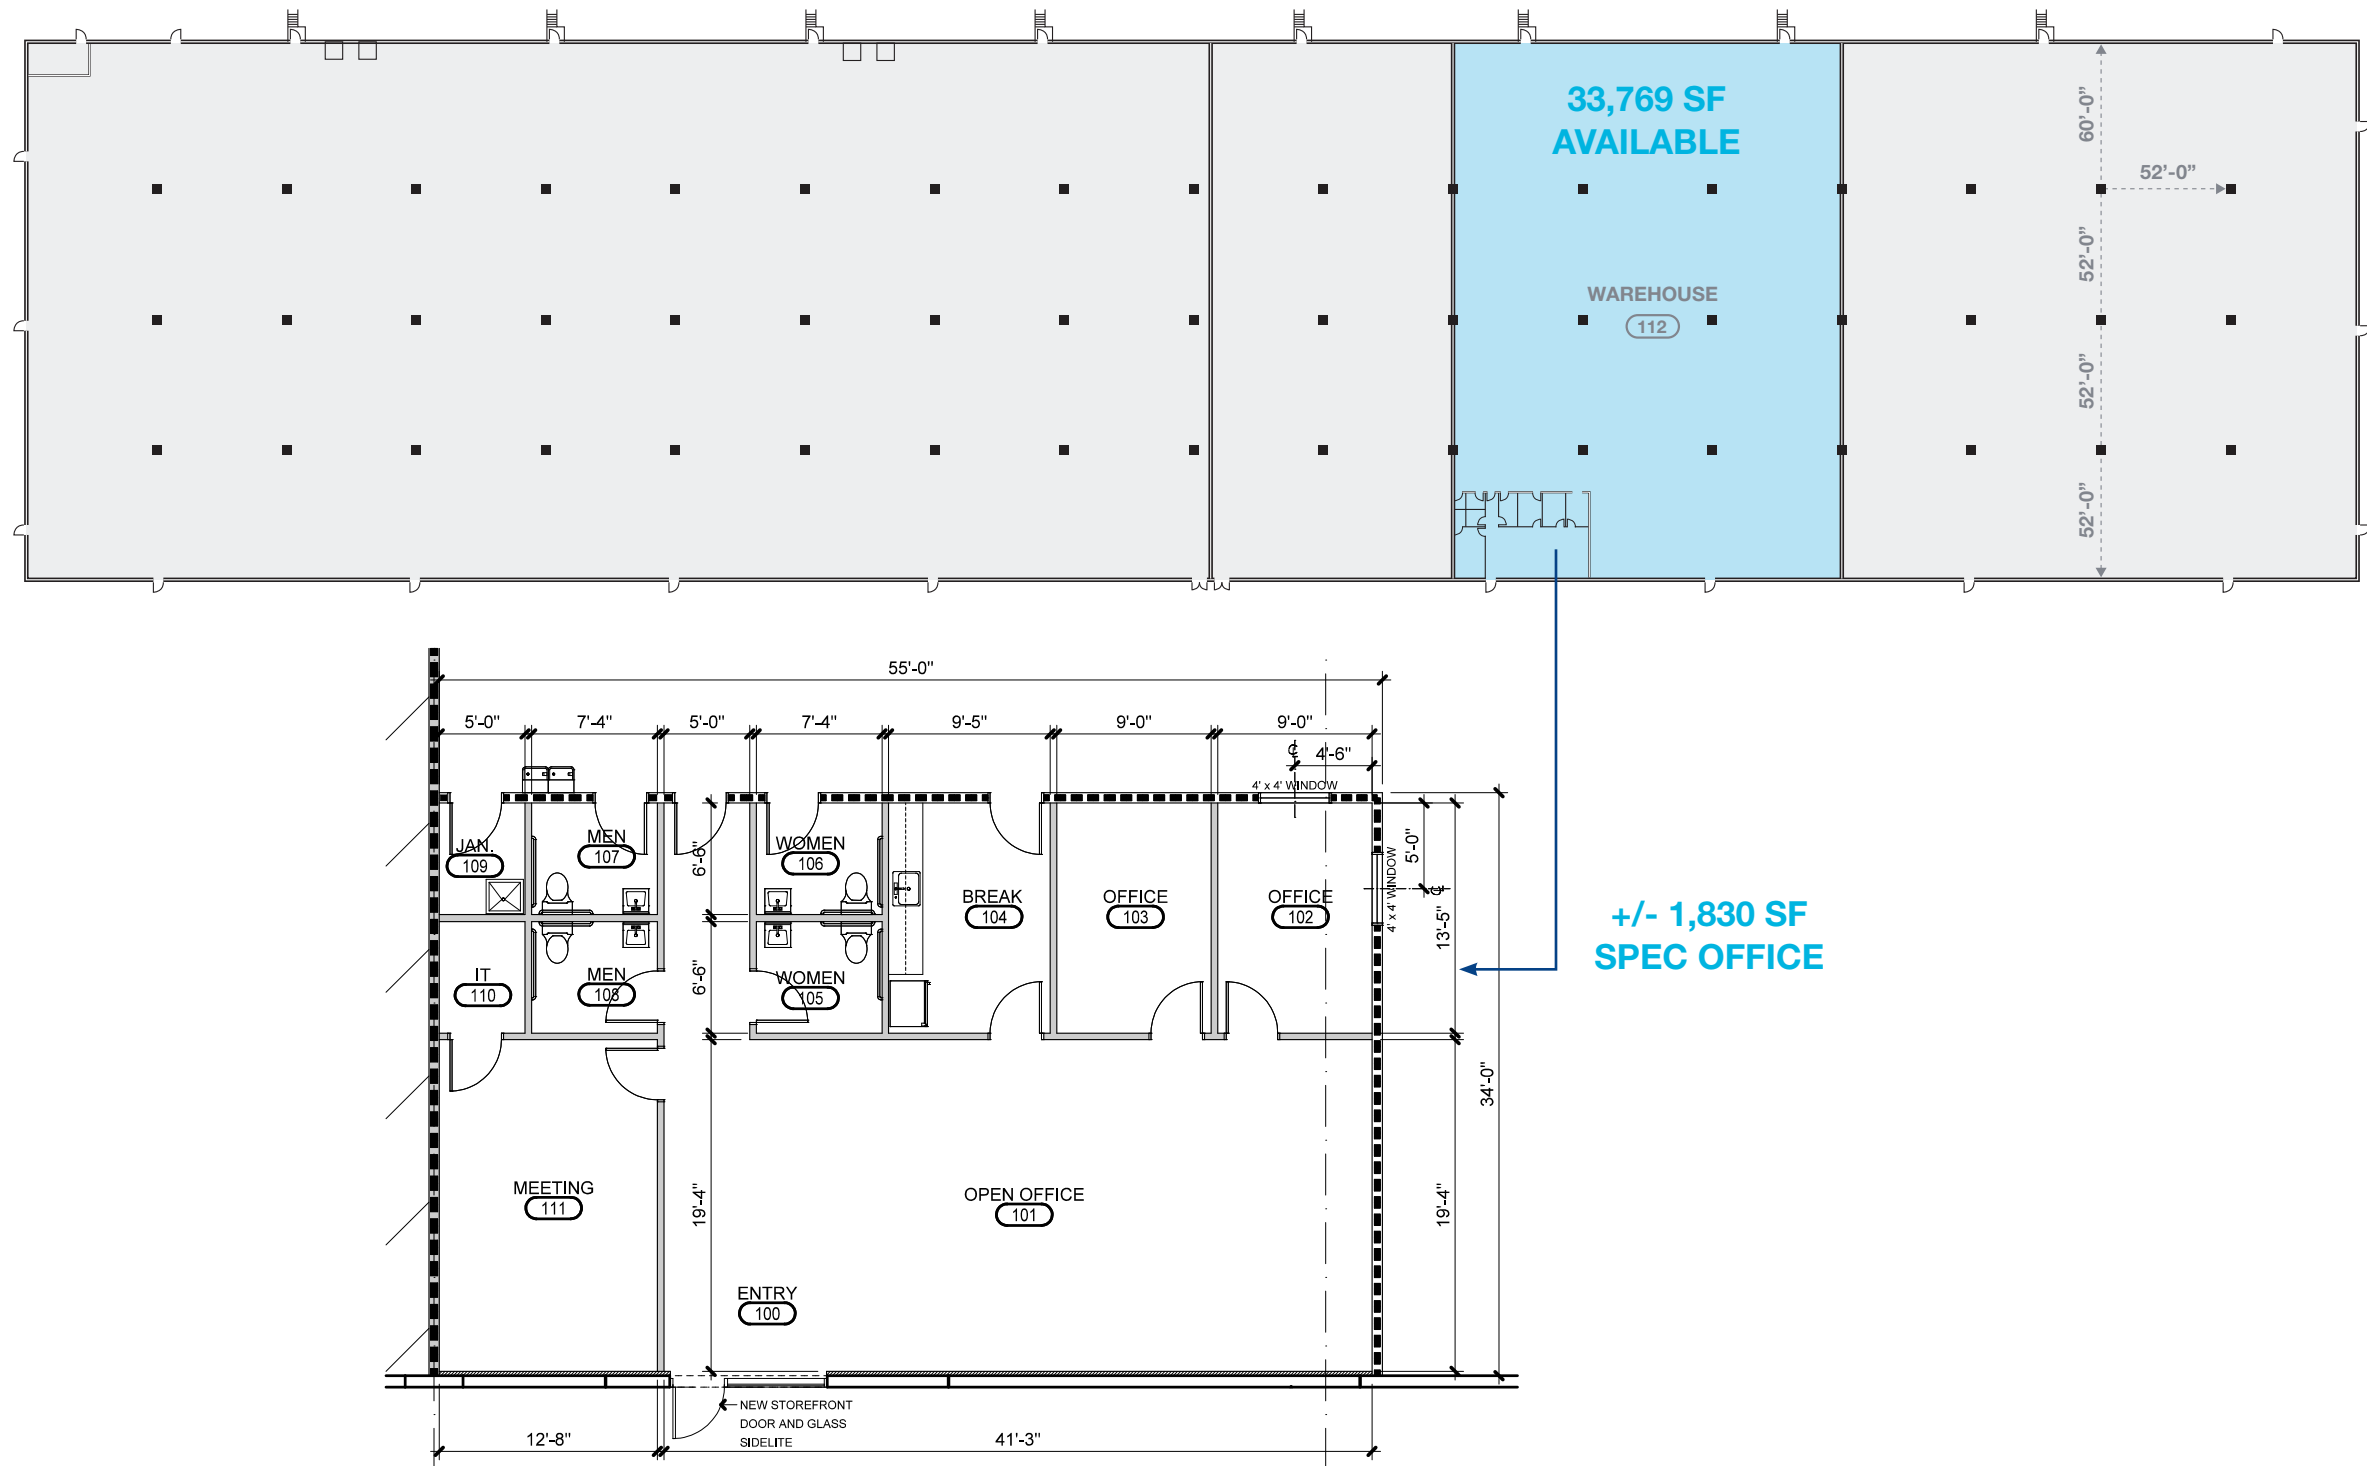 33,769 SF
AVAILABLE
60’-0”
52’-0”
52’-0”
WAREHOUSE
112
52’-0”
52’-0”
55'-0"
5'-0"
7'-4"
5'-0"
7'-4"
9'-5"
9'-0"
9'-0"
℄
4'-6"
4' x 4' WINDOW
JAN.
109
MEN
107
6'-6"
WOMEN
106
BREAK
104
OFFICE
103
OFFICE
102
4' x 4' WINDOW
5'-0"
℄
13'-5"
+/- 1,830 SF
SPEC OFFICE
IT
110
MEN
108
6'-6"
WOMEN
105
34'-0"
MEETING
111
19'-4"
OPEN OFFICE
101
19'-4"
ENTRY
100
NEW STOREFRONT
DOOR AND GLASS
SIDELITE
12'-8"
41'-3"